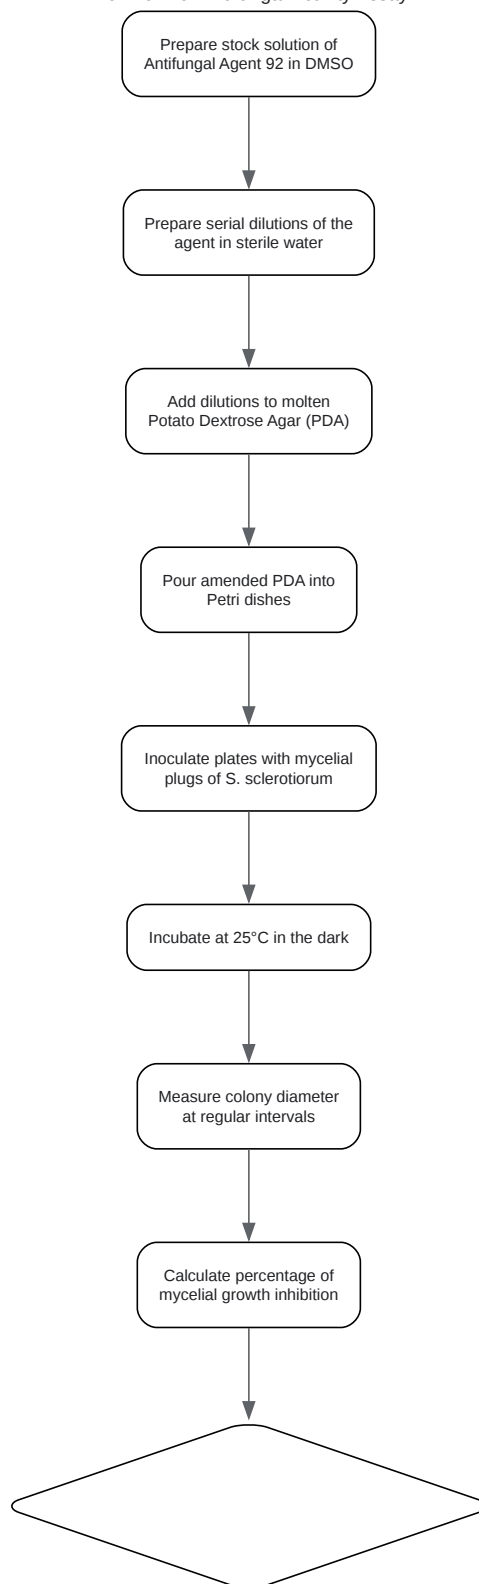 Prepare stock solution of
Antifungal Agent 92 in DMSO
Prepare serial dilutions of the
agent in sterile water
Add dilutions to molten
Potato Dextrose Agar (PDA)
Pour amended PDA into
Petri dishes
Inoculate plates with mycelial
plugs of S. sclerotiorum
Incubate at 25°C in the dark
Measure colony diameter
at regular intervals
Calculate percentage of
mycelial growth inhibition